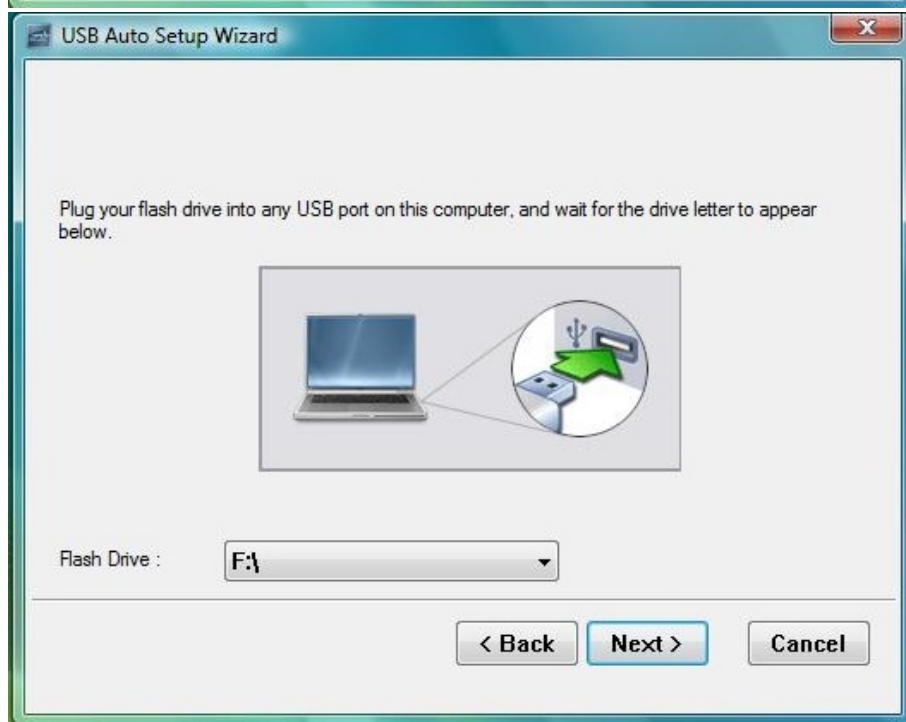 USB Auto Setup Wizard
X
Plug your flash drive into any USB port on this computer, and wait for the drive letter to appear
below.
Flash Drive :
F:\
< Back
Next >
Cancel